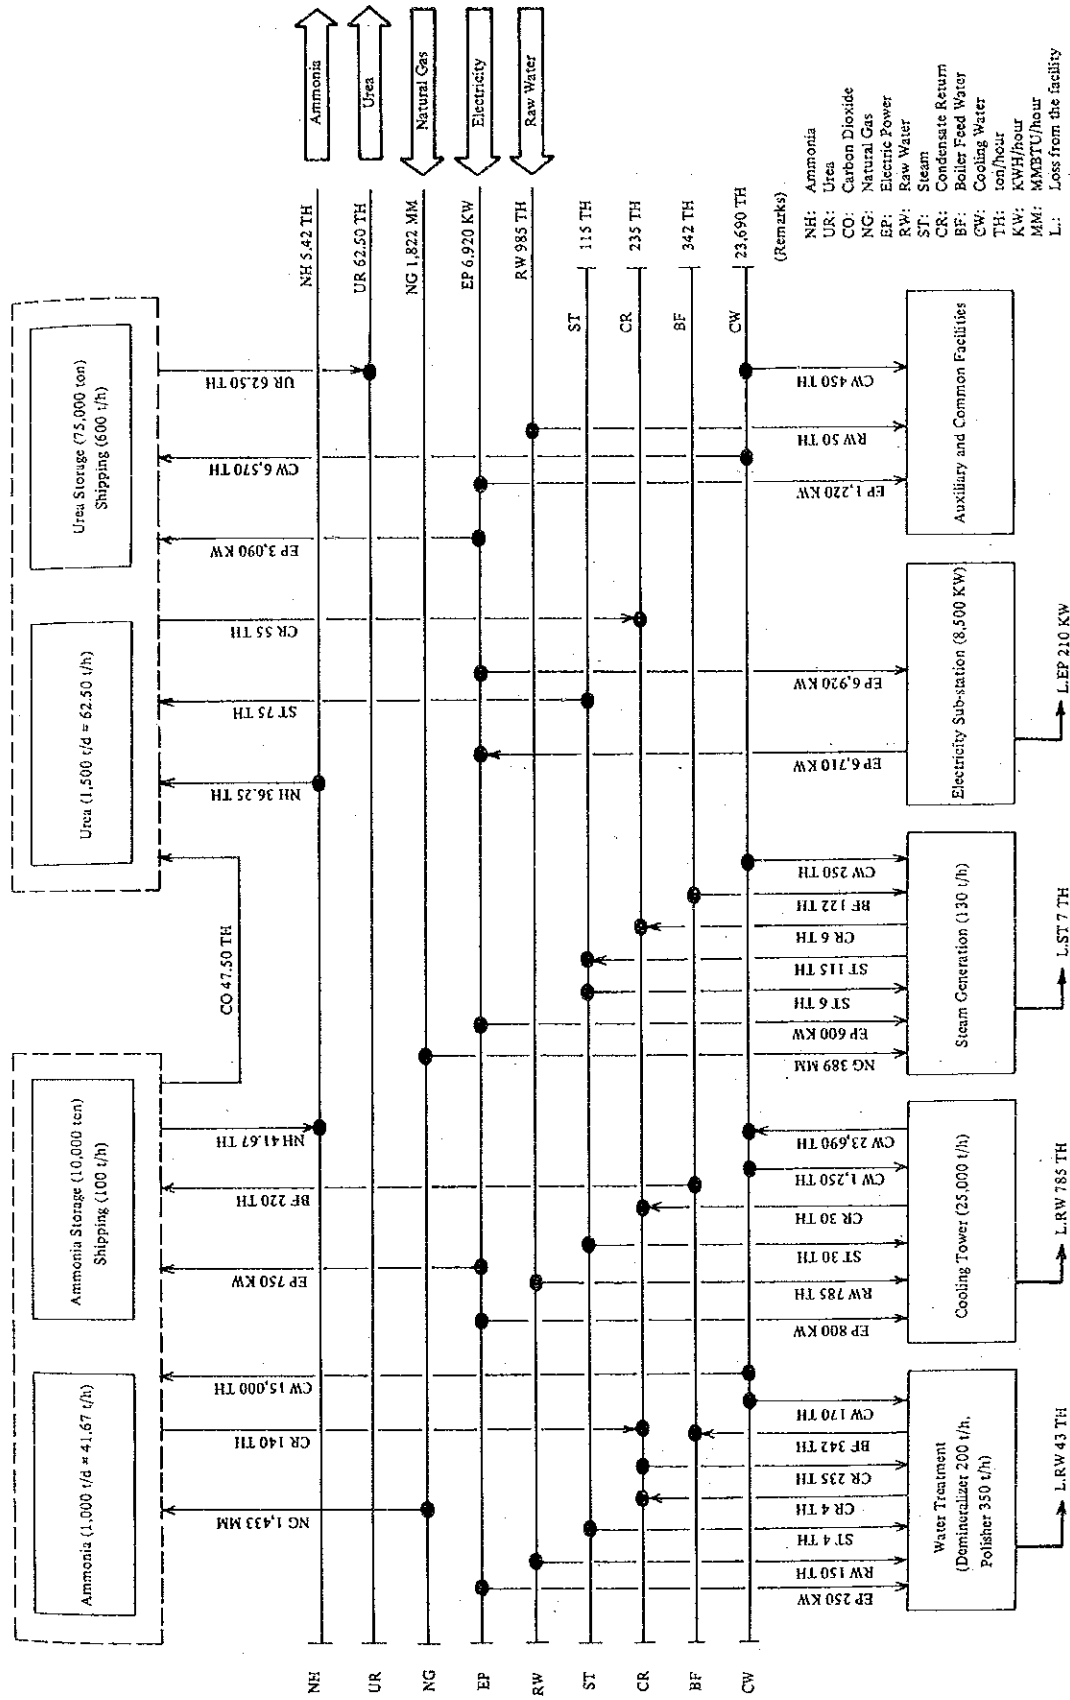 Ammonia (1,000 t/d = 41.67 t/h)
Ammonia Storage (10,000 ton)
Shipping (100 t/h)
Urea (1,500 t/d = 62.50 t/h)
Urea Storage (75,000 ton)
Shipping (600 t/h)
CO 47.50 TH
NG 1,433 MM
CR 140 TH
CW 15,000 TH
EP 750 KW
BF 220 TH
NH 41.67 TH
NH 36.25 TH
ST 75 TH
CR 55 TH
EP 3,090 KW
CW 6,570 TH
UR 62.50 TH
NH
NH 5.42 TH
Ammonia
UR
UR 62.50 TH
Urea
NG
NG 1,822 MM
Natural Gas
EP
EP 6,920 KW
Electricity
RW
RW 985 TH
Raw Water
ST
ST
115 TH
CR
CR
235 TH
BF
BF
342 TH
CW
CW
23,690 TH
EP 250 KW
RW 150 TH
ST 4 TH
CR 4 TH
CR 235 TH
BF 342 TH
CW 170 TH
EP 800 KW
RW 785 TH
ST 30 TH
CR 30 TH
CW 1,250 TH
CW 23,690 TH
NG 389 MM
EP 600 KW
ST 6 TH
ST 115 TH
CR 6 TH
BF 122 TH
CW 250 TH
EP 6,710 KW
EP 6,920 KW
EP 1,220 KW
RW 50 TH
CW 450 TH
Water Treatment
(Demineralizer 200 t/h,
Polisher 350 t/h)
Cooling Tower (25,000 t/h)
Steam Generation (130 t/h)
Electricity Sub-station (8,500 KW)
Auxiliary and Common Facilities
L.RW 43 TH
L.RW 785 TH
L.ST 7 TH
L.EP 210 KW
(Remarks)
NH: Ammonia
UR: Urea
CO: Carbon Dioxide
NG: Natural Gas
EP: Electric Power
RW: Raw Water
ST: Steam
CR: Condensate Return
BF: Boiler Feed Water
CW: Cooling Water
TH: ton/hour
KW: KWH/hour
MM: MMBTU/hour
L.: Loss from the facility